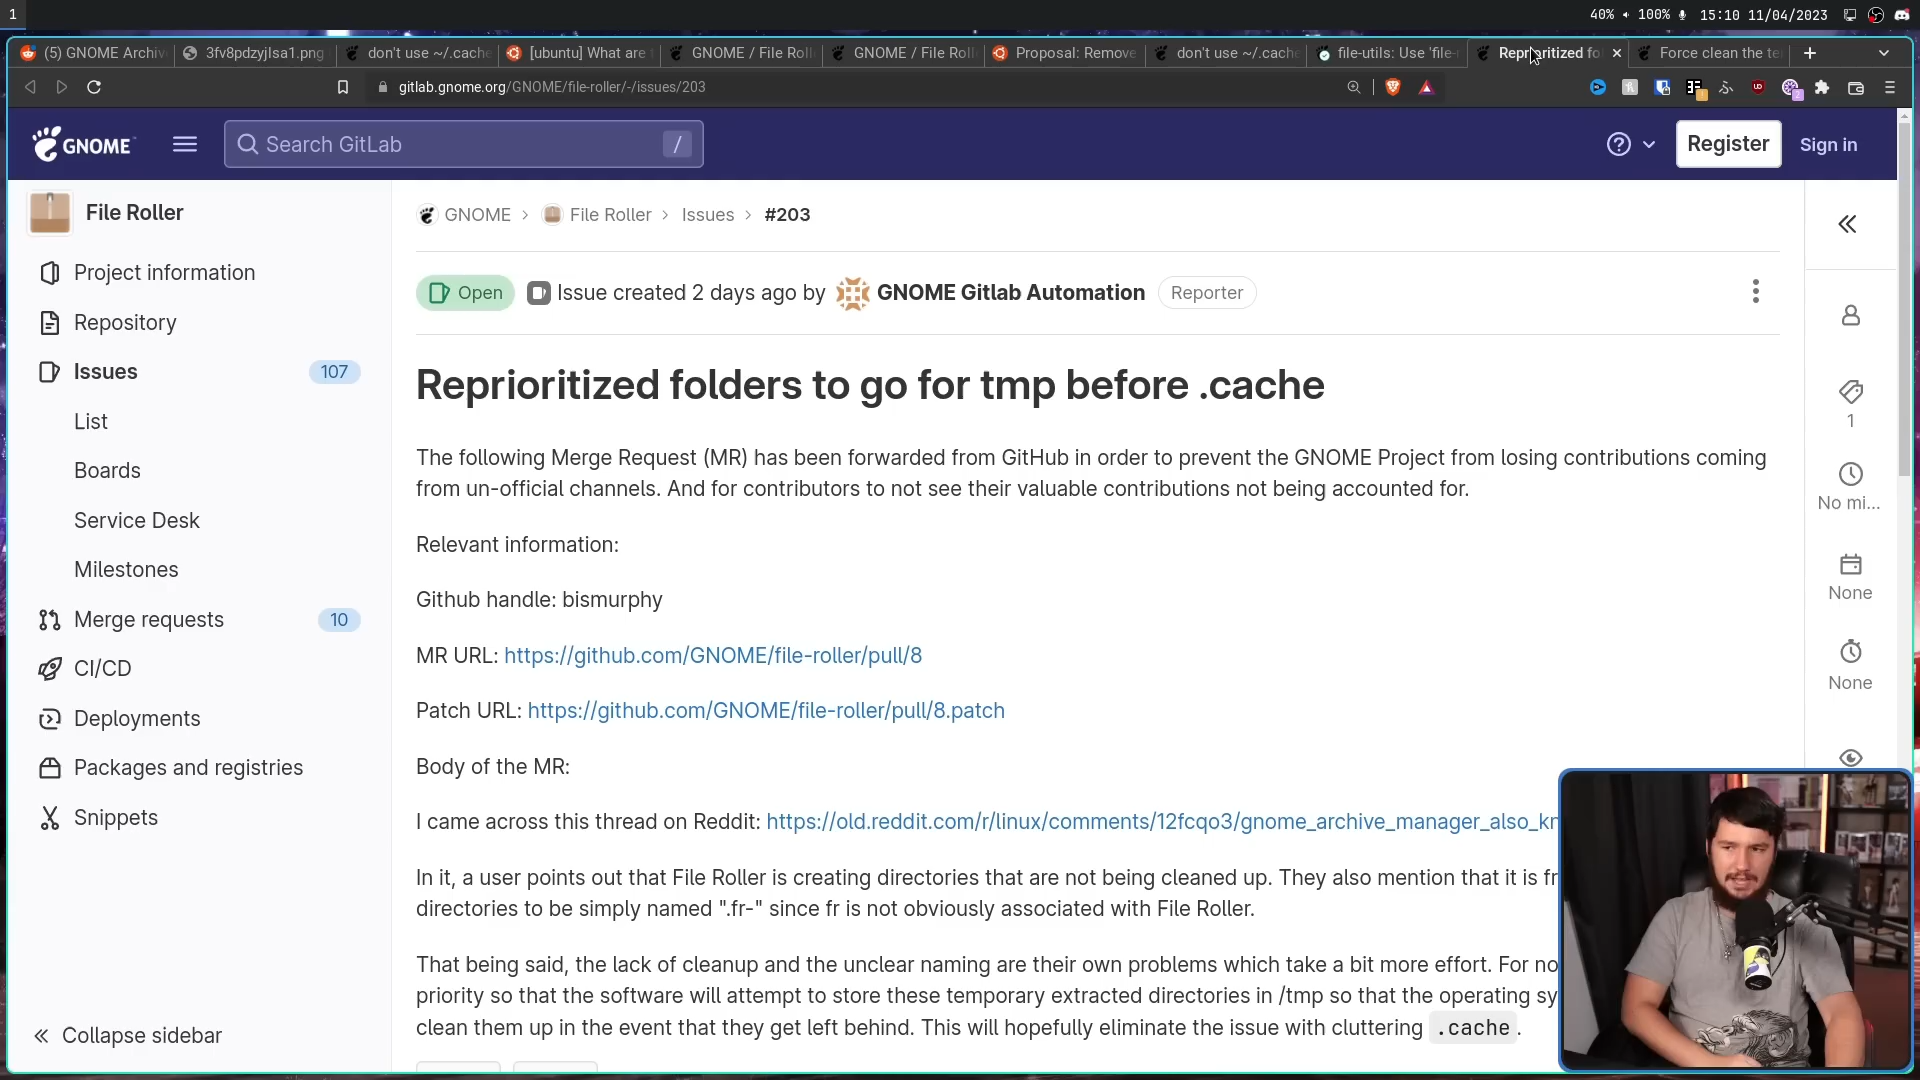 1
40% 100% 15:10 11/04/2023
(5) GNOME Archiv
3fv8pdzyjlsa1.png
don't use ~/.cache
[ubuntu] What are
GNOME / File Roll
GNOME / File Roll
Proposal: Remove
don't use ~/.cache
file-utils: Use 'file-
Reprioritized fo
Force clean the te
gitlab.gnome.org/GNOME/file-roller/-/issues/203
GNOME
Search GitLab
/
Register
Sign in
File Roller
Project information
Repository
Issues 107
List
Boards
Service Desk
Milestones
Merge requests 10
CI/CD
Deployments
Packages and registries
Snippets
Collapse sidebar
GNOME > File Roller > Issues > #203
Open Issue created 2 days ago by GNOME Gitlab Automation Reporter
Reprioritized folders to go for tmp before .cache
The following Merge Request (MR) has been forwarded from GitHub in order to prevent the GNOME Project from losing contributions coming
from un-official channels. And for contributors to not see their valuable contributions not being accounted for.
Relevant information:
Github handle: bismurphy
MR URL: https://github.com/GNOME/file-roller/pull/8
Patch URL: https://github.com/GNOME/file-roller/pull/8.patch
Body of the MR:
I came across this thread on Reddit: https://old.reddit.com/r/linux/comments/12fcqo3/gnome_archive_manager_also_kn
In it, a user points out that File Roller is creating directories that are not being cleaned up. They also mention that it is fr
directories to be simply named ".fr-" since fr is not obviously associated with File Roller.
That being said, the lack of cleanup and the unclear naming are their own problems which take a bit more effort. For no
priority so that the software will attempt to store these temporary extracted directories in /tmp so that the operating sy
clean them up in the event that they get left behind. This will hopefully eliminate the issue with cluttering .cache.
1
No mi...
None
None